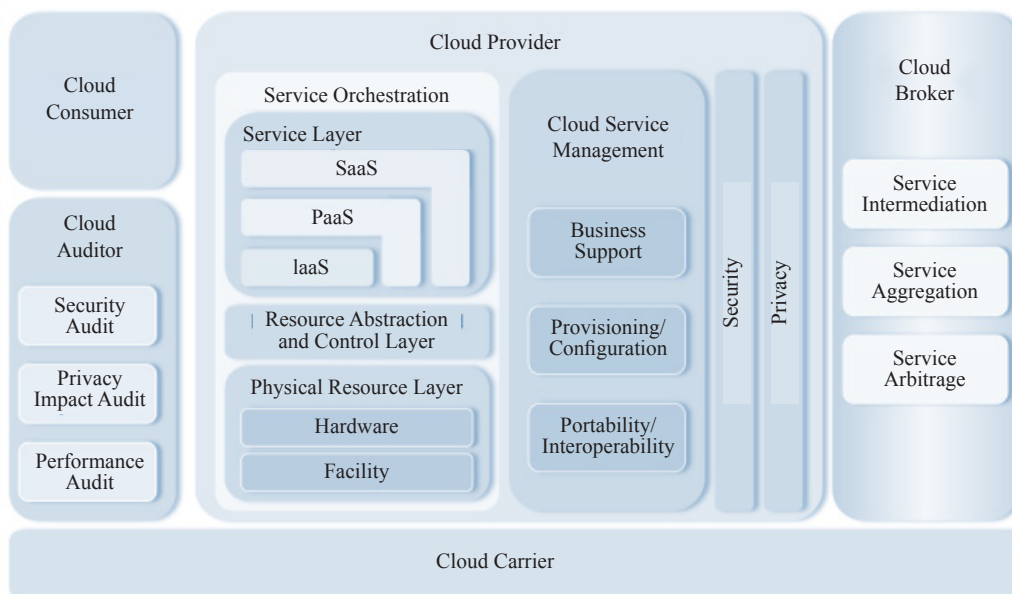 Cloud
Consumer
Cloud
Auditor
Security
Audit
Privacy
Impact Audit
Performance
Audit
Cloud Provider
Service Orchestration
Service Layer
SaaS
PaaS
laaS
Resource Abstraction
and Control Layer
Physical Resource Layer
Hardware
Facility
Cloud Service
Management
Business
Support
Provisioning/
Configuration
Portability/
Interoperability
Security
Privacy
Cloud
Broker
Service
Intermediation
Service
Aggregation
Service
Arbitrage
Cloud Carrier